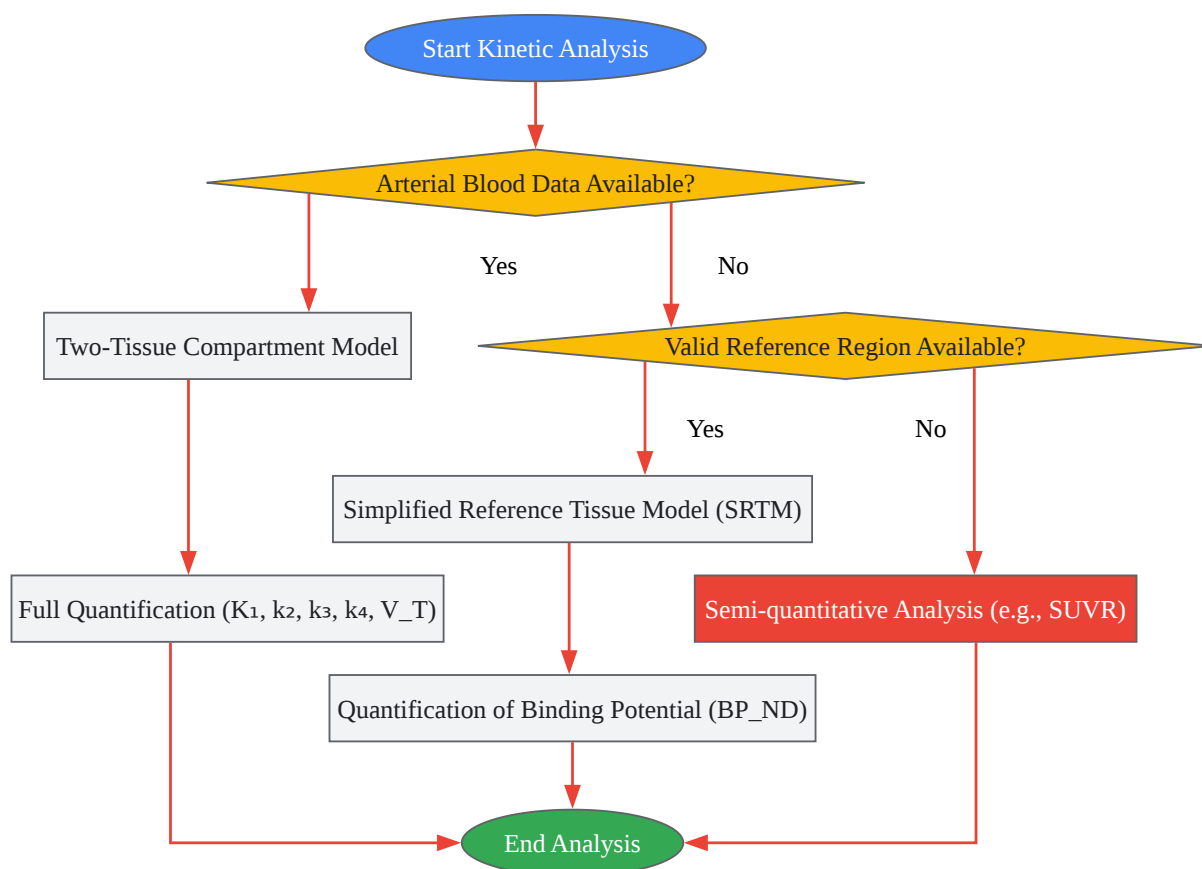 Start Kinetic Analysis
Arterial Blood Data Available?
Yes
No
Two-Tissue Compartment Model
Valid Reference Region Available?
Yes
No
Simplified Reference Tissue Model (SRTM)
Full Quantification (K₁, k₂, k₃, k₄, V_T)
Semi-quantitative Analysis (e.g., SUVR)
Quantification of Binding Potential (BP_ND)
End Analysis